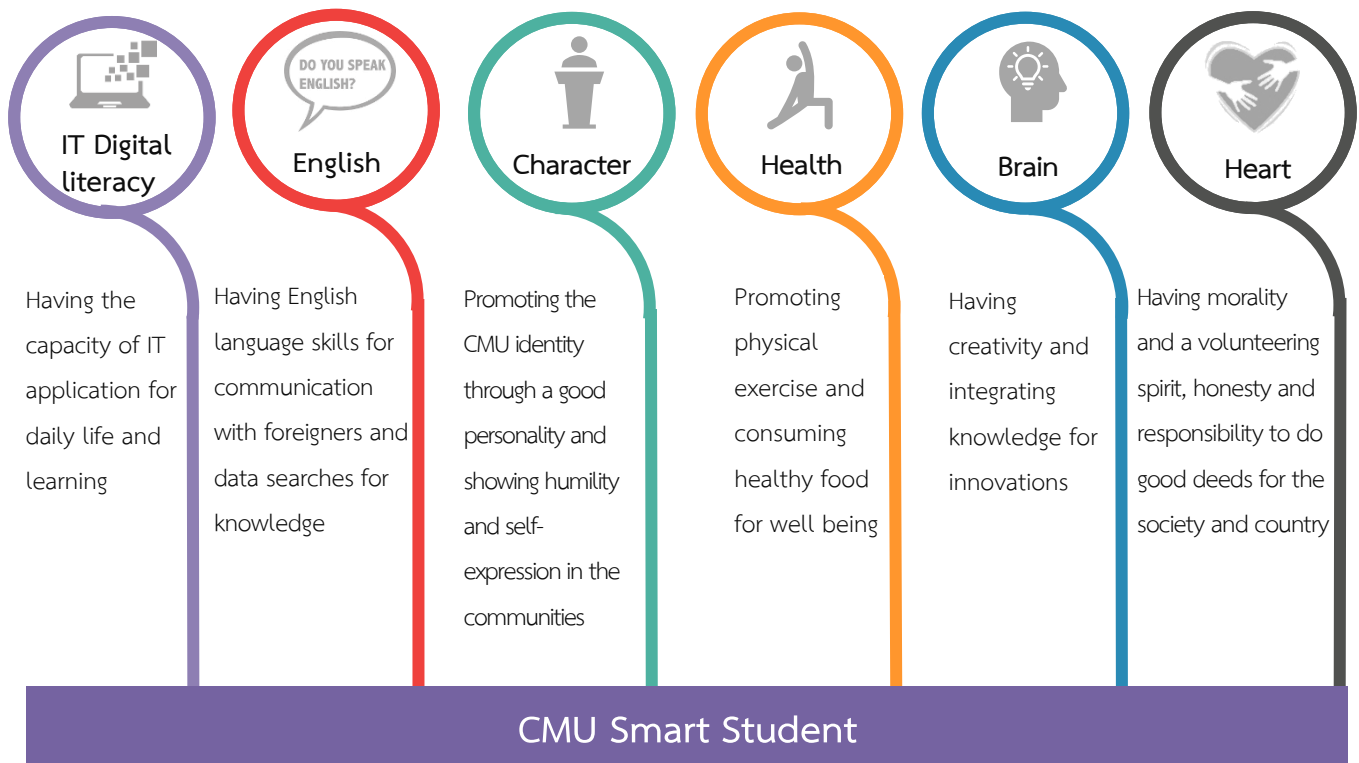 IT Digital
literacy
Having the
capacity of IT
application for
daily life and
learning
DO YOU SPEAK
ENGLISH?
English
Having English
language skills for
communication
with foreigners and
data searches for
knowledge
Character
Promoting the
CMU identity
through a good
personality and
showing humility
and self-
expression in the
communities
Health
Promoting
physical
exercise and
consuming
healthy food
for well being
Brain
Having
creativity and
integrating
knowledge for
innovations
Heart
Having morality
and a volunteering
spirit, honesty and
responsibility to do
good deeds for the
society and country
CMU Smart Student